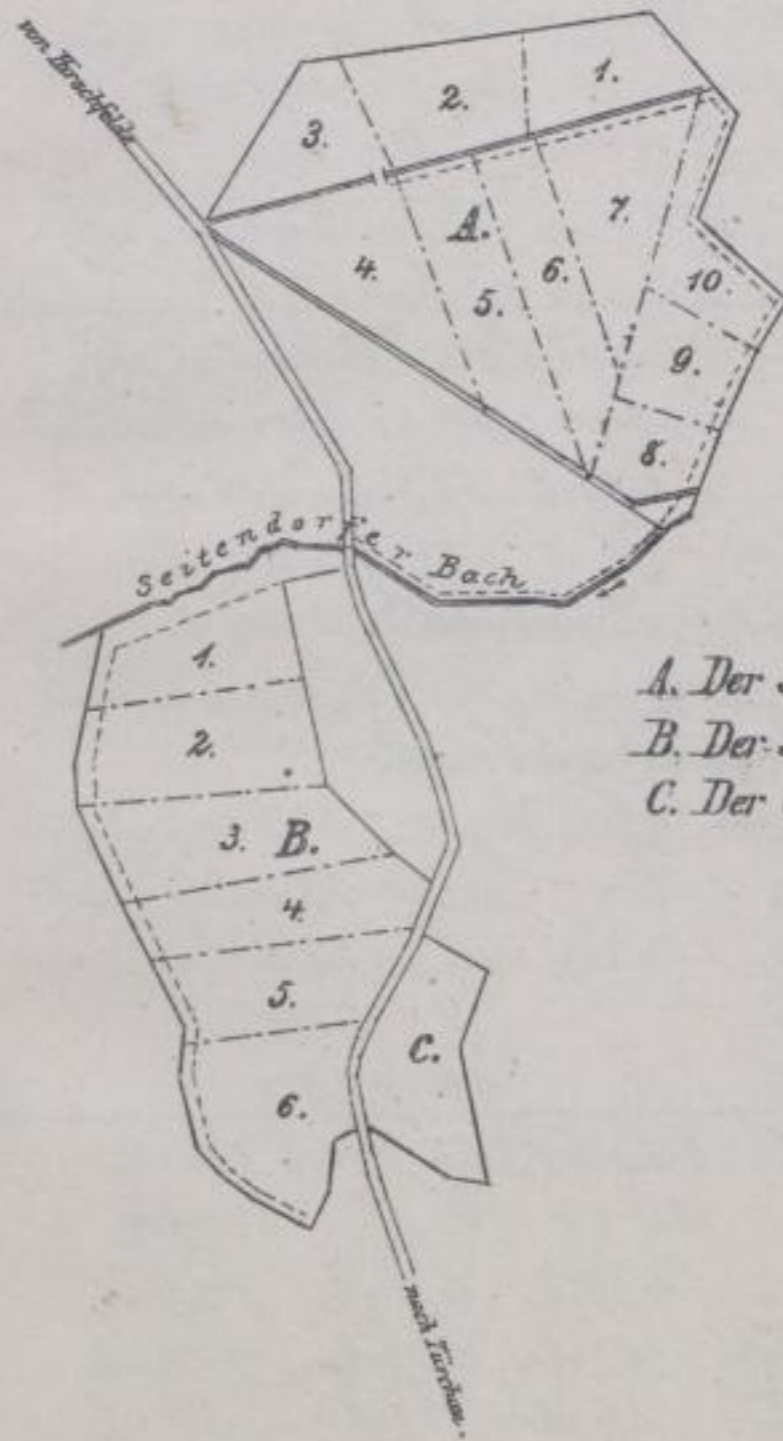 von Hirschfelde
1.
2.
3.
A.
7.
4.
6.
10.
5.
9.
8.
Seitendorfer Bach
1.
2.
A. Der
B. Der
C. Der
3. B.
4.
5.
C.
6.
nach Türchau.